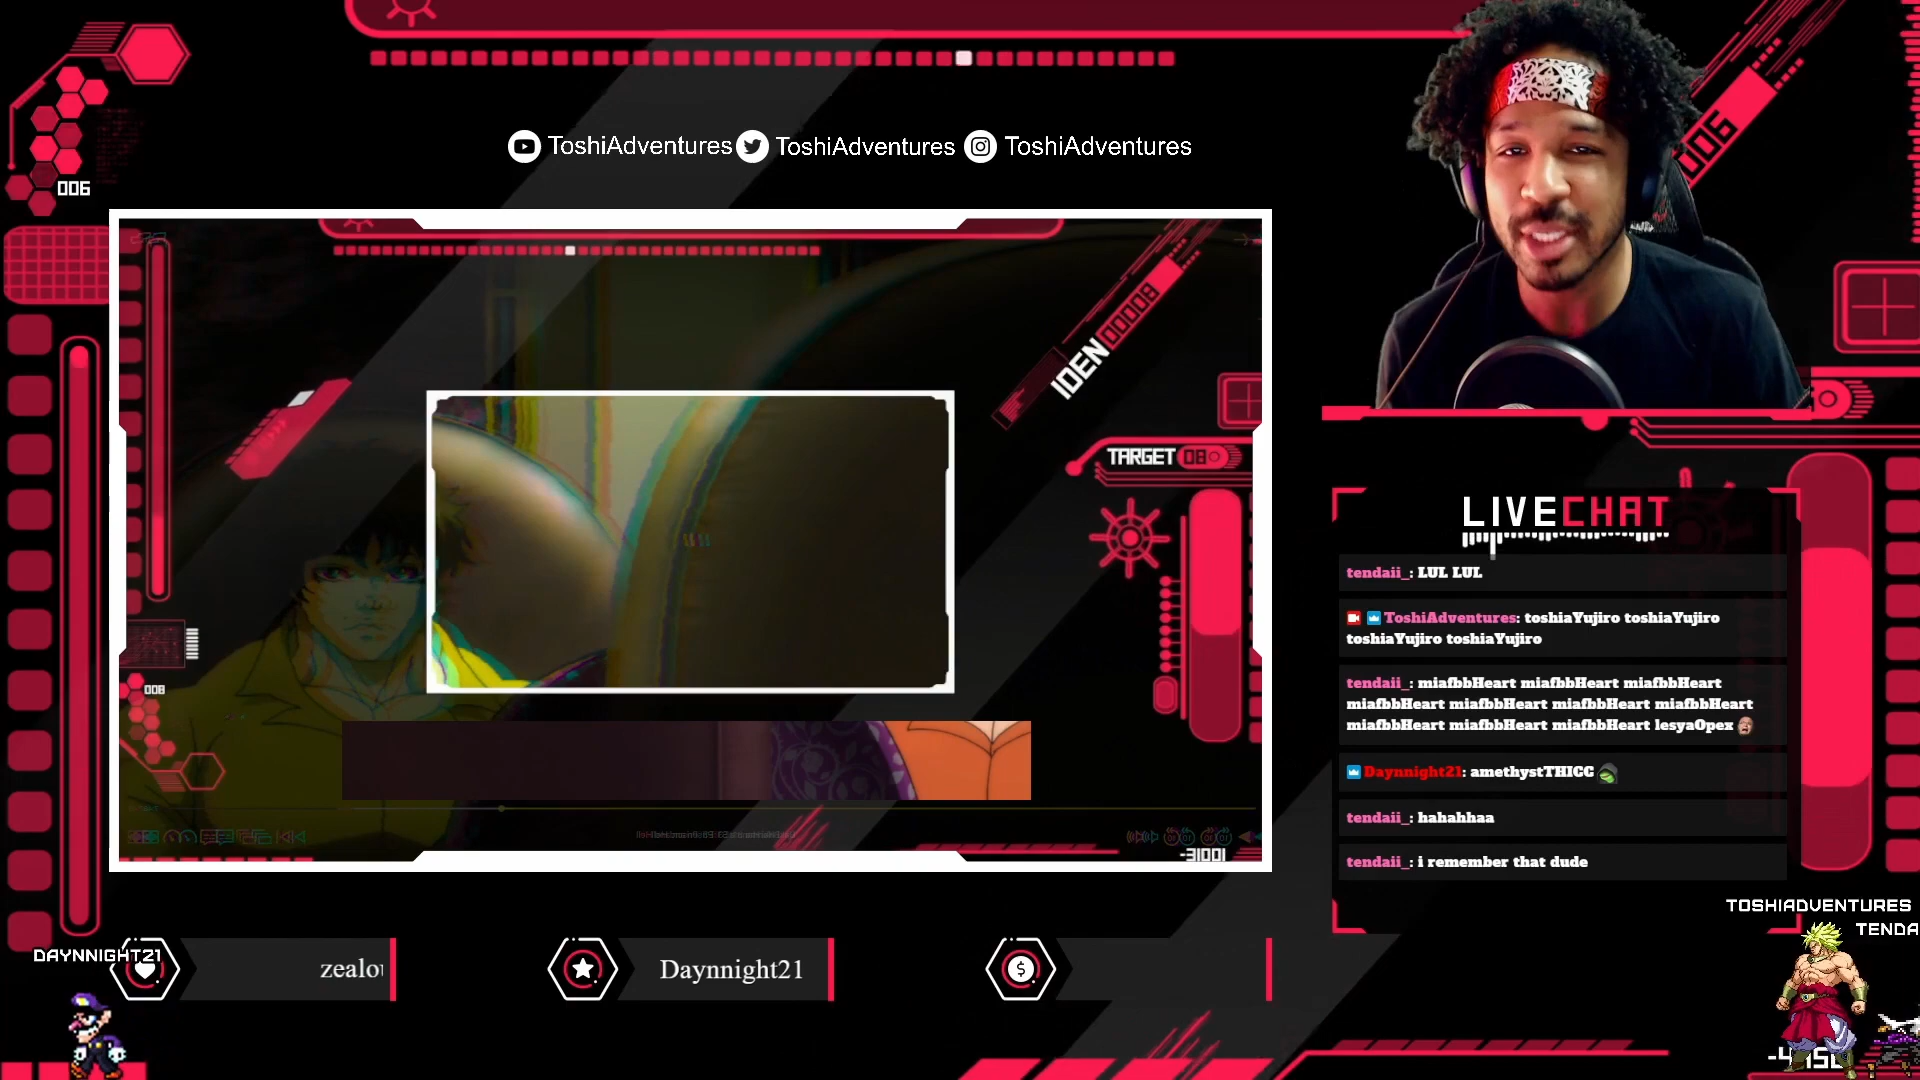 006
ToshiAdventures ToshiAdventures ToshiAdventures
006
IDEN 00008
TARGET 08
008
-31001
LIVECHAT
tendaii_: LUL LUL
ToshiAdventures: toshiaYujiro toshiaYujiro
toshiaYujiro toshiaYujiro
tendaii_: miafbbHeart miafbbHeart miafbbHeart
miafbbHeart miafbbHeart miafbbHeart miafbbHeart
miafbbHeart miafbbHeart miafbbHeart lesyaOpex
Daynnight21: amethystTHICC
tendaii_: hahahhaa
tendaii_: i remember that dude
TOSHIADVENTURES
TENDA
DAYNNIGHT21
zealou
Daynnight21